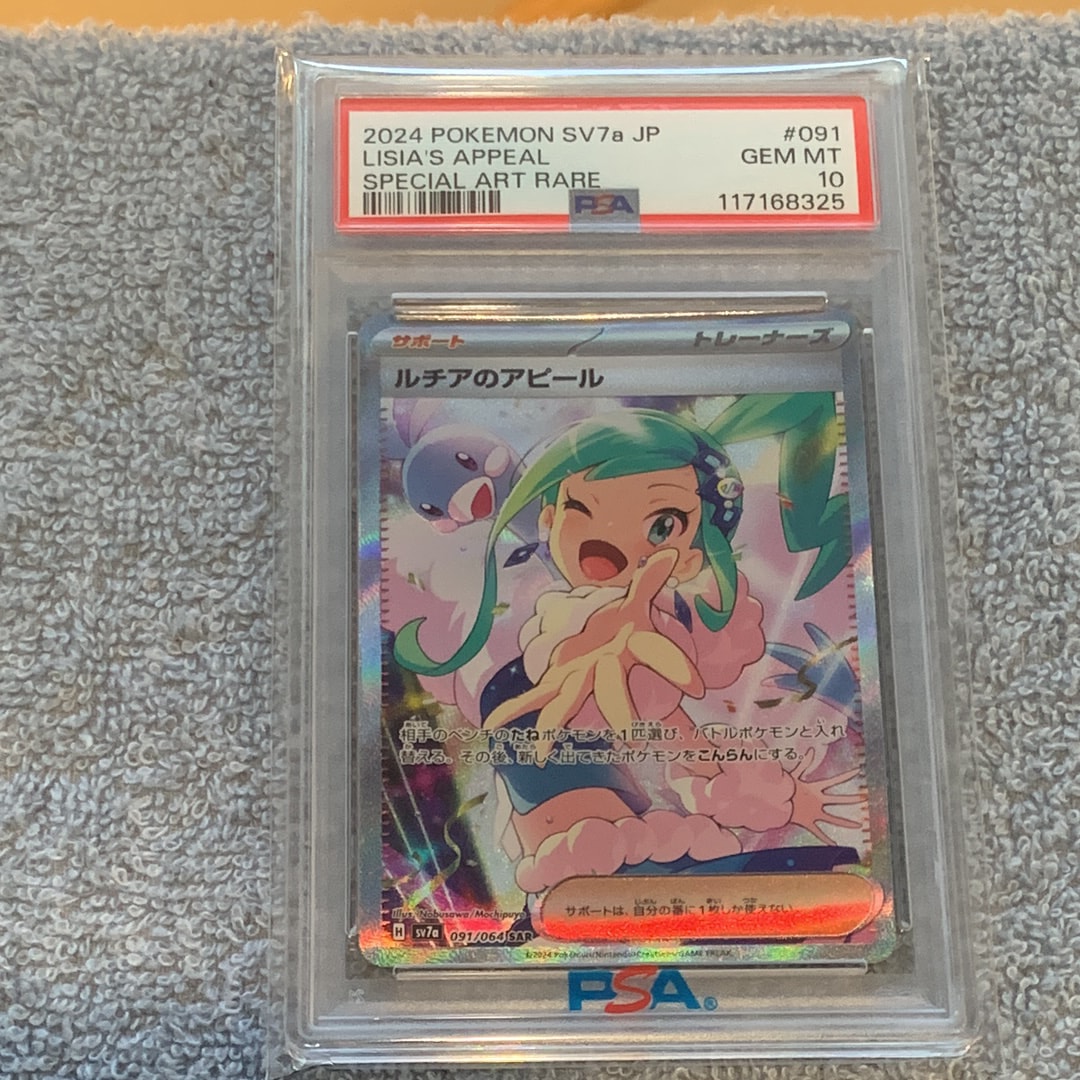 2024 POKEMON SV7a JP #091
LISIA'S APPEAL GEM MT
SPECIAL ART RARE 10
PSA 117168325
サポート トレーナーズ
ルチアのアピール
相手のベンチのたねポケモンを1匹選び、バトルポケモンと入れ
替える。その後、新しく出てきたポケモンをこんらんにする。
サポートは、自分の番に1枚しか使えない
Illus. Nobusawa/Mochipuyo
H sv7a 091/064 SAR
PSA®